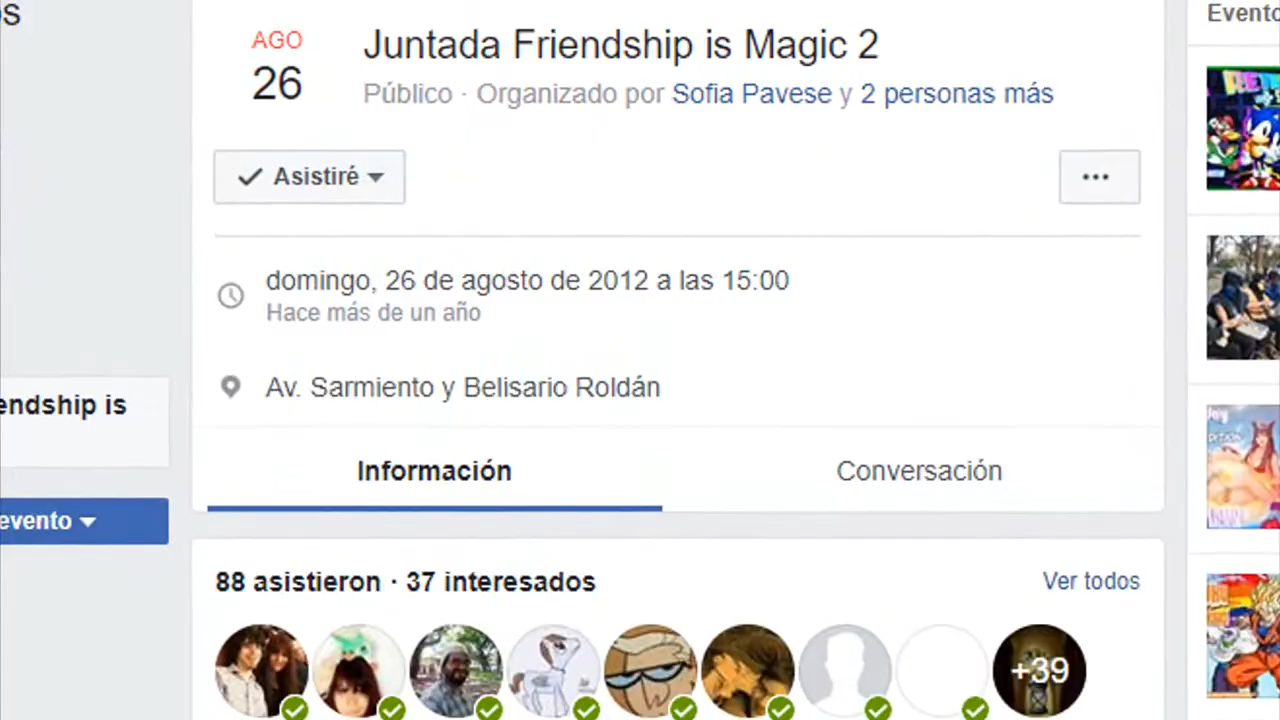 os
Evento
AGO
26
Juntada Friendship is Magic 2
Público · Organizado por Sofia Pavese y 2 personas más
Asistiré
domingo, 26 de agosto de 2012 a las 15:00
Hace más de un año
Av. Sarmiento y Belisario Roldán
endship is
Información
Conversación
evento
88 asistieron · 37 interesados
Ver todos
+39